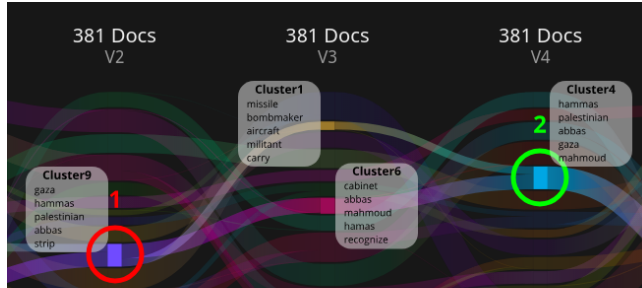 381 Docs
V2
381 Docs
V3
381 Docs
V4
Cluster1
missile
bombmaker
aircraft
militant
carry
Cluster4
hammas
palestinian
abbas
gaza
mahmoud
2
Cluster9
gaza
hammas
palestinian
abbas
strip
1
Cluster6
cabinet
abbas
mahmoud
hamas
recognize